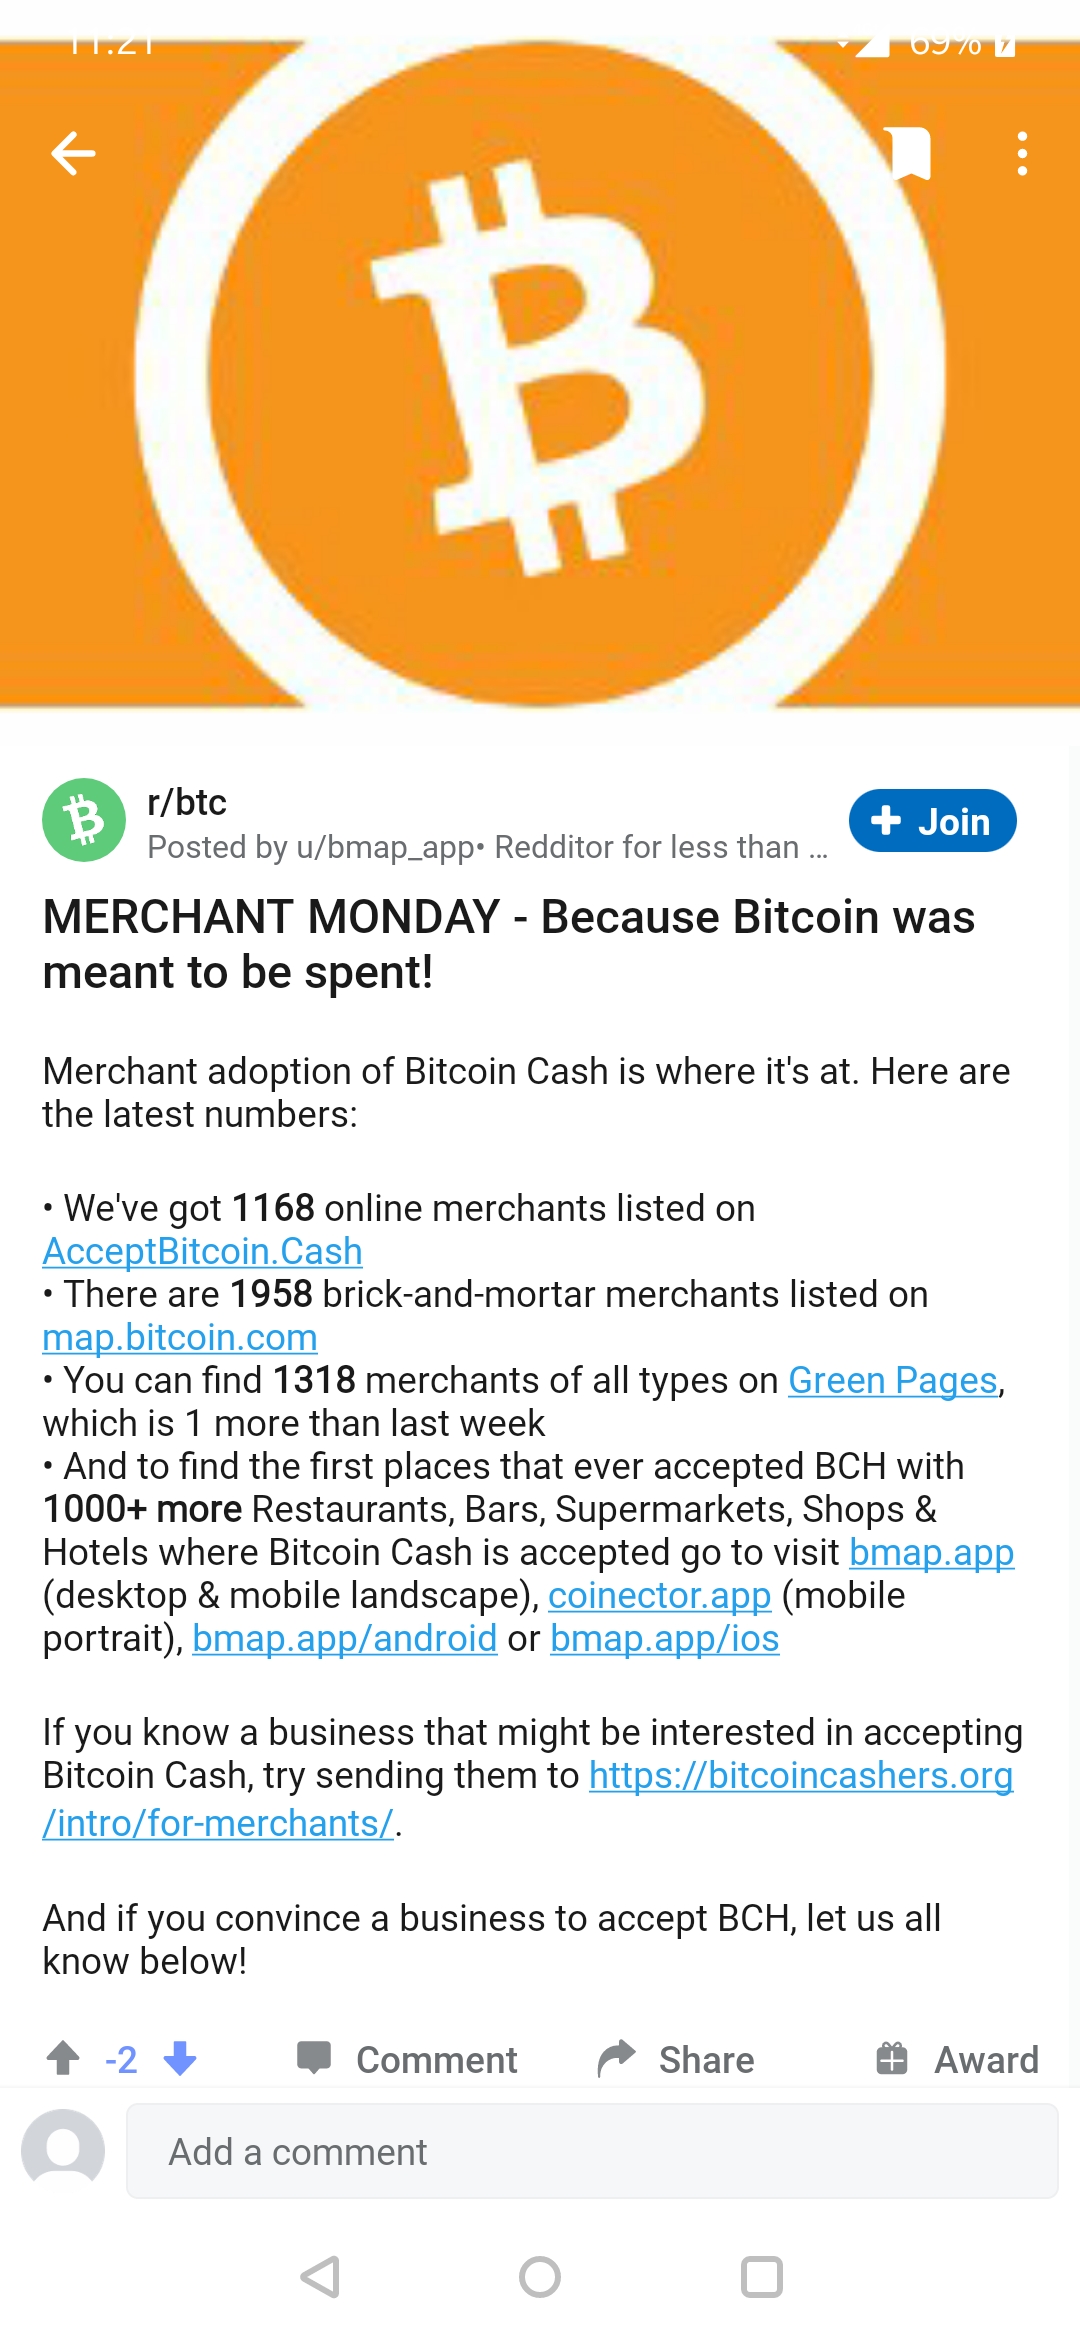 11:21 69%
r/btc
Posted by u/bmap_app• Redditor for less than ...
+ Join
MERCHANT MONDAY - Because Bitcoin was
meant to be spent!
Merchant adoption of Bitcoin Cash is where it's at. Here are
the latest numbers:
• We've got 1168 online merchants listed on
AcceptBitcoin.Cash
• There are 1958 brick-and-mortar merchants listed on
map.bitcoin.com
• You can find 1318 merchants of all types on Green Pages,
which is 1 more than last week
• And to find the first places that ever accepted BCH with
1000+ more Restaurants, Bars, Supermarkets, Shops &
Hotels where Bitcoin Cash is accepted go to visit bmap.app
(desktop & mobile landscape), coinector.app (mobile
portrait), bmap.app/android or bmap.app/ios
If you know a business that might be interested in accepting
Bitcoin Cash, try sending them to https://bitcoincashers.org
/intro/for-merchants/.
And if you convince a business to accept BCH, let us all
know below!
-2 Comment Share Award
Add a comment